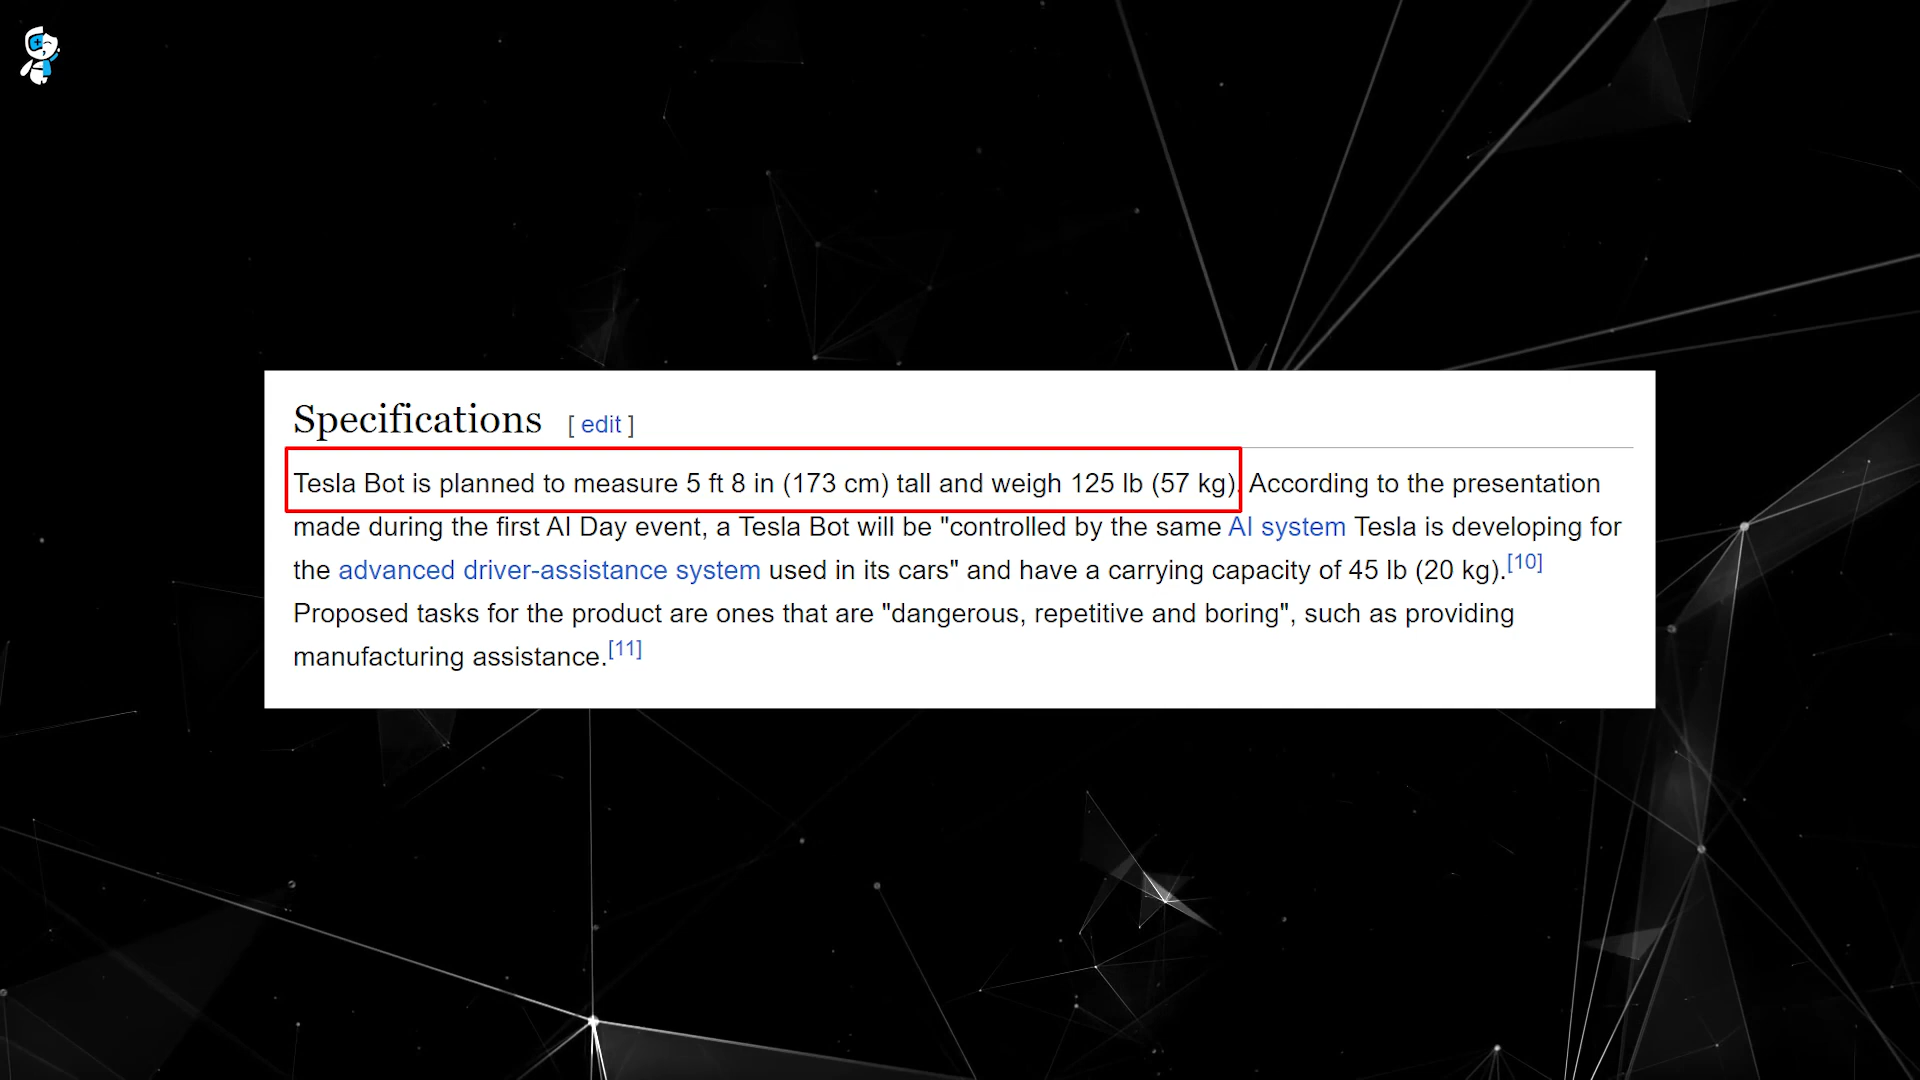 Specifications [ edit ]
Tesla Bot is planned to measure 5 ft 8 in (173 cm) tall and weigh 125 lb (57 kg). According to the presentation
made during the first AI Day event, a Tesla Bot will be "controlled by the same AI system Tesla is developing for
the advanced driver-assistance system used in its cars" and have a carrying capacity of 45 lb (20 kg).[10]
Proposed tasks for the product are ones that are "dangerous, repetitive and boring", such as providing
manufacturing assistance.[11]